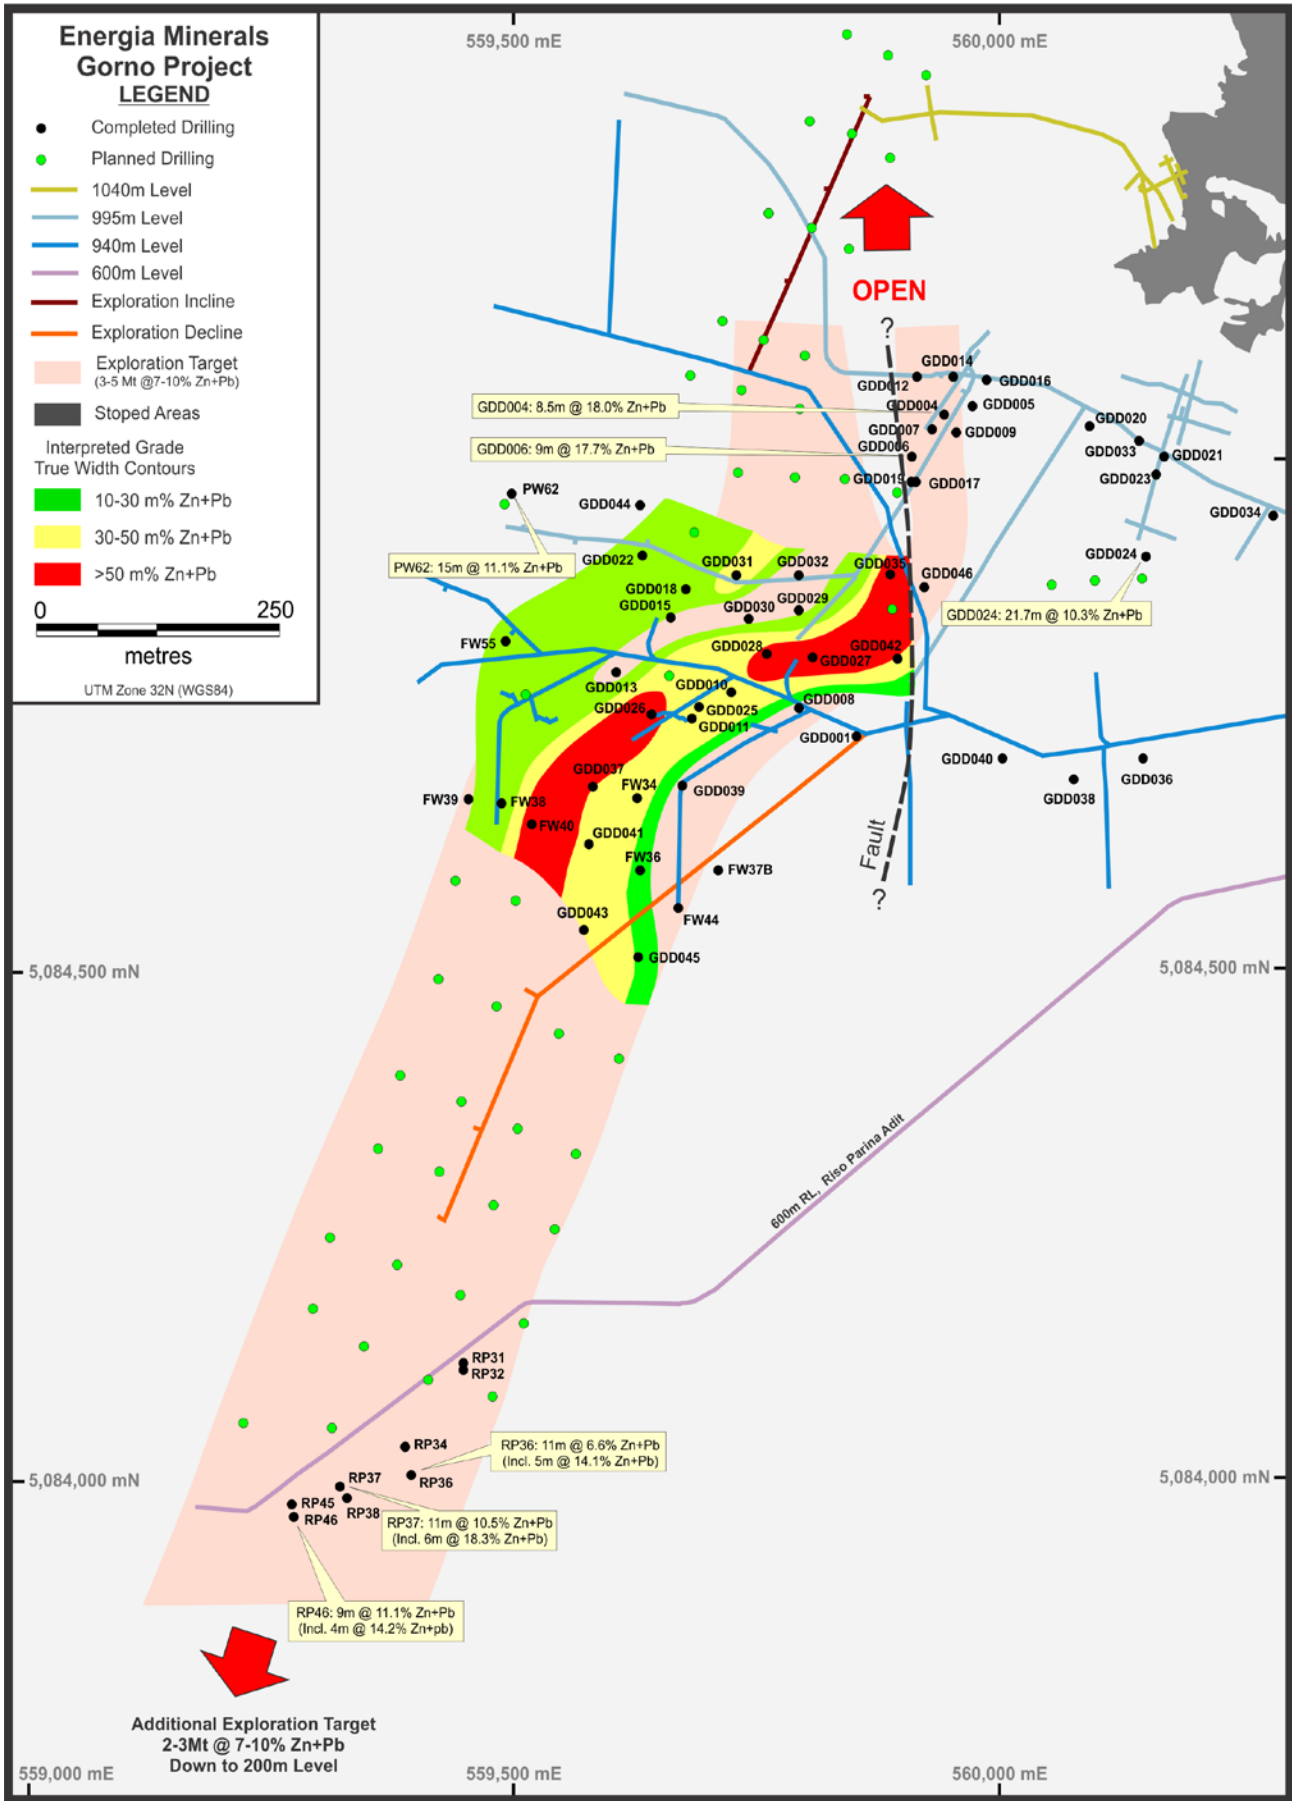 Energia Minerals
Gorno Project
LEGEND
Completed Drilling
Planned Drilling
1040m Level
995m Level
940m Level
600m Level
Exploration Incline
Exploration Decline
Exploration Target
(3-5 Mt @7-10% Zn+Pb)
Stoped Areas
Interpreted Grade
True Width Contours
10-30 m% Zn+Pb
30-50 m% Zn+Pb
>50 m% Zn+Pb
0 250
metres
UTM Zone 32N (WGS84)
559,500 mE
560,000 mE
OPEN
?
GDD014
GDD012
GDD016
GDD004: 8.5m @ 18.0% Zn+Pb
GDD004
GDD005
GDD007
GDD009
GDD020
GDD033
GDD021
GDD006: 9m @ 17.7% Zn+Pb
GDD006
GDD019
GDD017
GDD023
PW62
GDD044
GDD034
GDD022
PW62: 15m @ 11.1% Zn+Pb
GDD031
GDD032
GDD035
GDD024
GDD018
GDD046
GDD015
GDD030
GDD029
GDD024: 21.7m @ 10.3% Zn+Pb
FW55
GDD028
GDD027
GDD042
GDD013
GDD010
GDD026
GDD025
GDD008
GDD011
GDD001
GDD040
GDD036
GDD038
GDD037
FW34
GDD039
FW39
FW38
FW40
GDD041
Fault
FW36
FW37B
?
GDD043
FW44
GDD045
5,084,500 mN
5,084,500 mN
600m RL, Riso Parina Adit
RP31
RP32
RP34
RP36: 11m @ 6.6% Zn+Pb
(Incl. 5m @ 14.1% Zn+Pb)
RP36
5,084,000 mN
5,084,000 mN
RP37
RP45
RP38
RP46
RP37: 11m @ 10.5% Zn+Pb
(Incl. 6m @ 18.3% Zn+Pb)
RP46: 9m @ 11.1% Zn+Pb
(Incl. 4m @ 14.2% Zn+pb)
Additional Exploration Target
2-3Mt @ 7-10% Zn+Pb
Down to 200m Level
559,000 mE
559,500 mE
560,000 mE